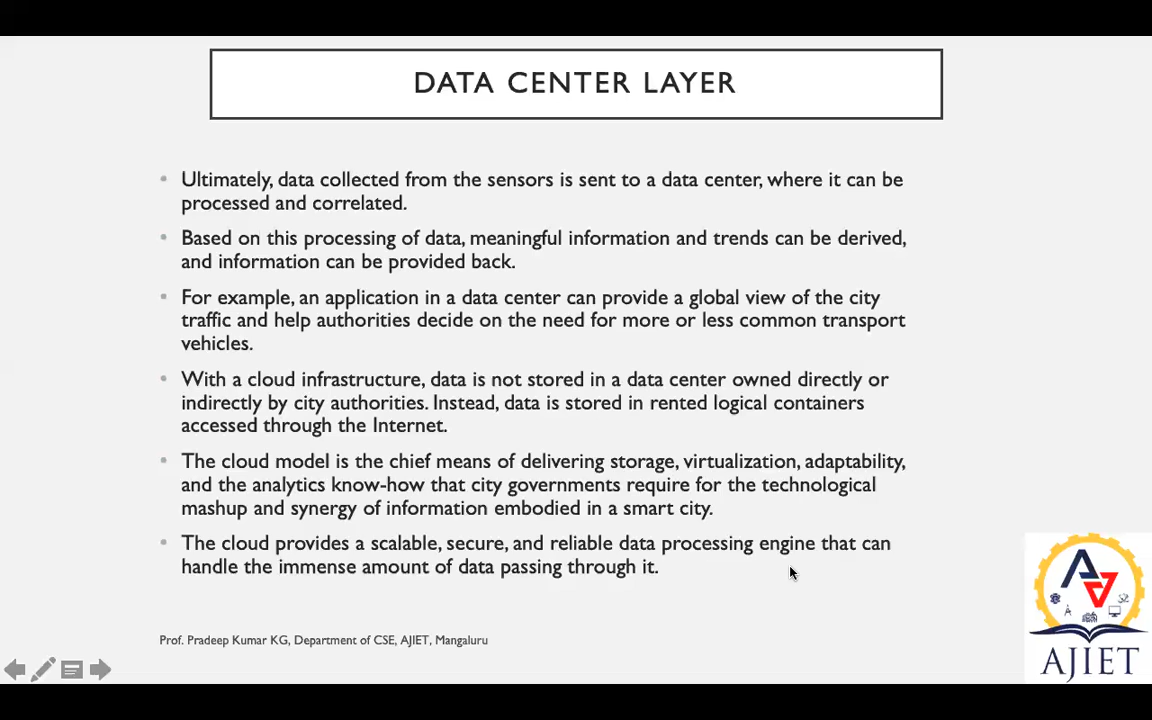 DATA CENTER LAYER
Ultimately, data collected from the sensors is sent to a data center, where it can be
processed and correlated.
Based on this processing of data, meaningful information and trends can be derived,
and information can be provided back.
For example, an application in a data center can provide a global view of the city
traffic and help authorities decide on the need for more or less common transport
vehicles.
With a cloud infrastructure, data is not stored in a data center owned directly or
indirectly by city authorities. Instead, data is stored in rented logical containers
accessed through the Internet.
The cloud model is the chief means of delivering storage, virtualization, adaptability,
and the analytics know-how that city governments require for the technological
mashup and synergy of information embodied in a smart city.
The cloud provides a scalable, secure, and reliable data processing engine that can
handle the immense amount of data passing through it.
Prof. Pradeep Kumar KG, Department of CSE, AJIET, Mangaluru
AJIET